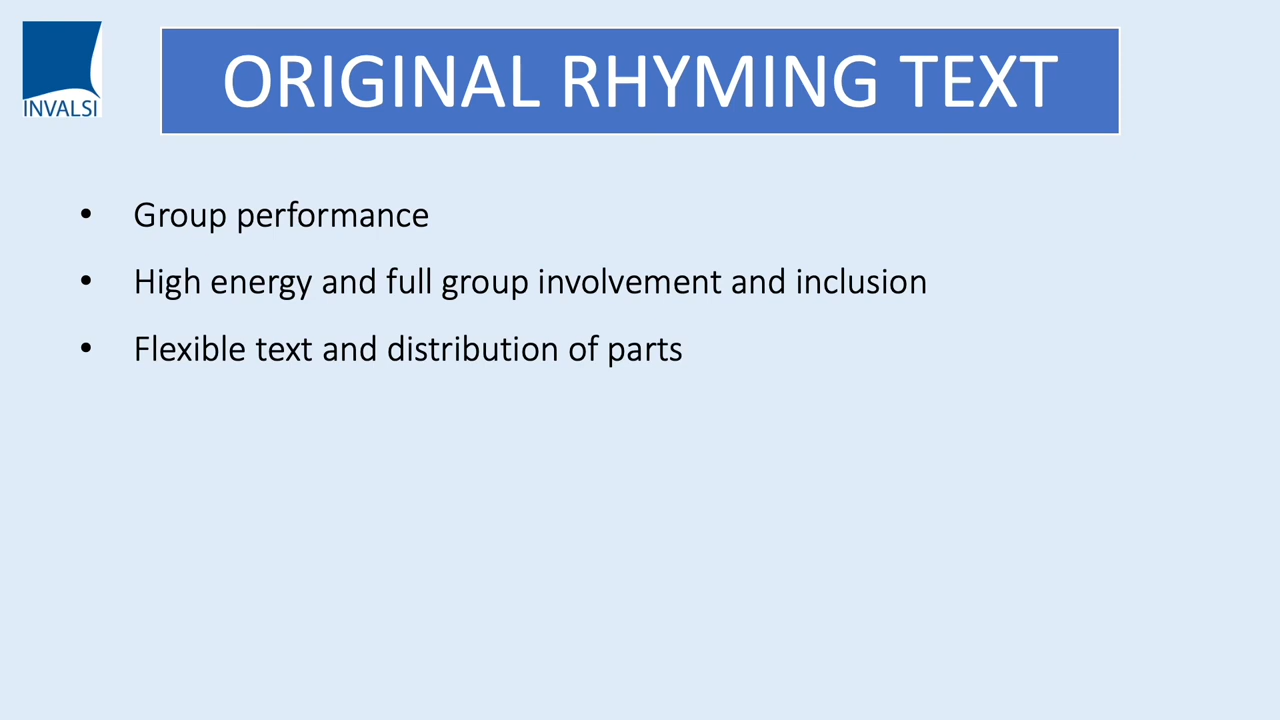 INVALSI
ORIGINAL RHYMING TEXT
• Group performance
• High energy and full group involvement and inclusion
• Flexible text and distribution of parts